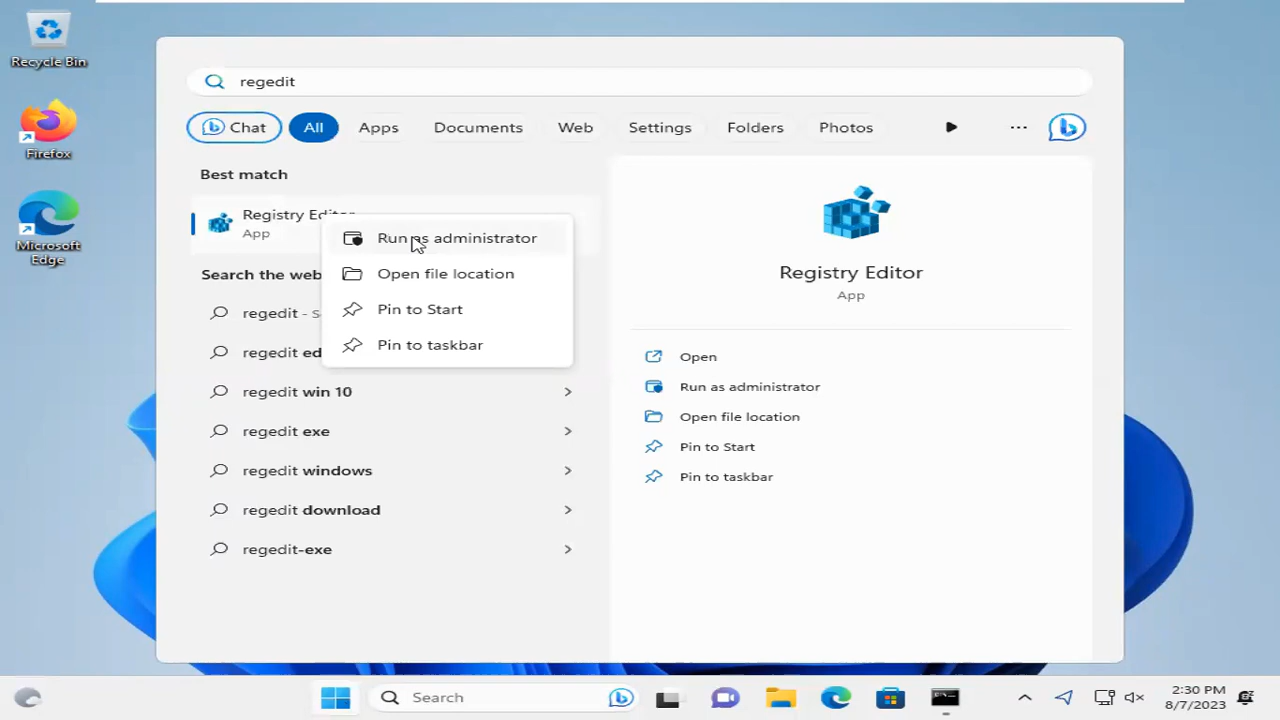 Recycle Bin
Firefox
Microsoft
Edge
regedit
Chat All Apps Documents Web Settings Folders Photos
Best match
Registry Editor
App
Search the web
regedit
regedit
regedit win 10
regedit exe
regedit windows
regedit download
regedit-exe
Run as administrator
Open file location
Pin to Start
Pin to taskbar
Registry Editor
App
Open
Run as administrator
Open file location
Pin to Start
Pin to taskbar
Search
2:30 PM
8/7/2023